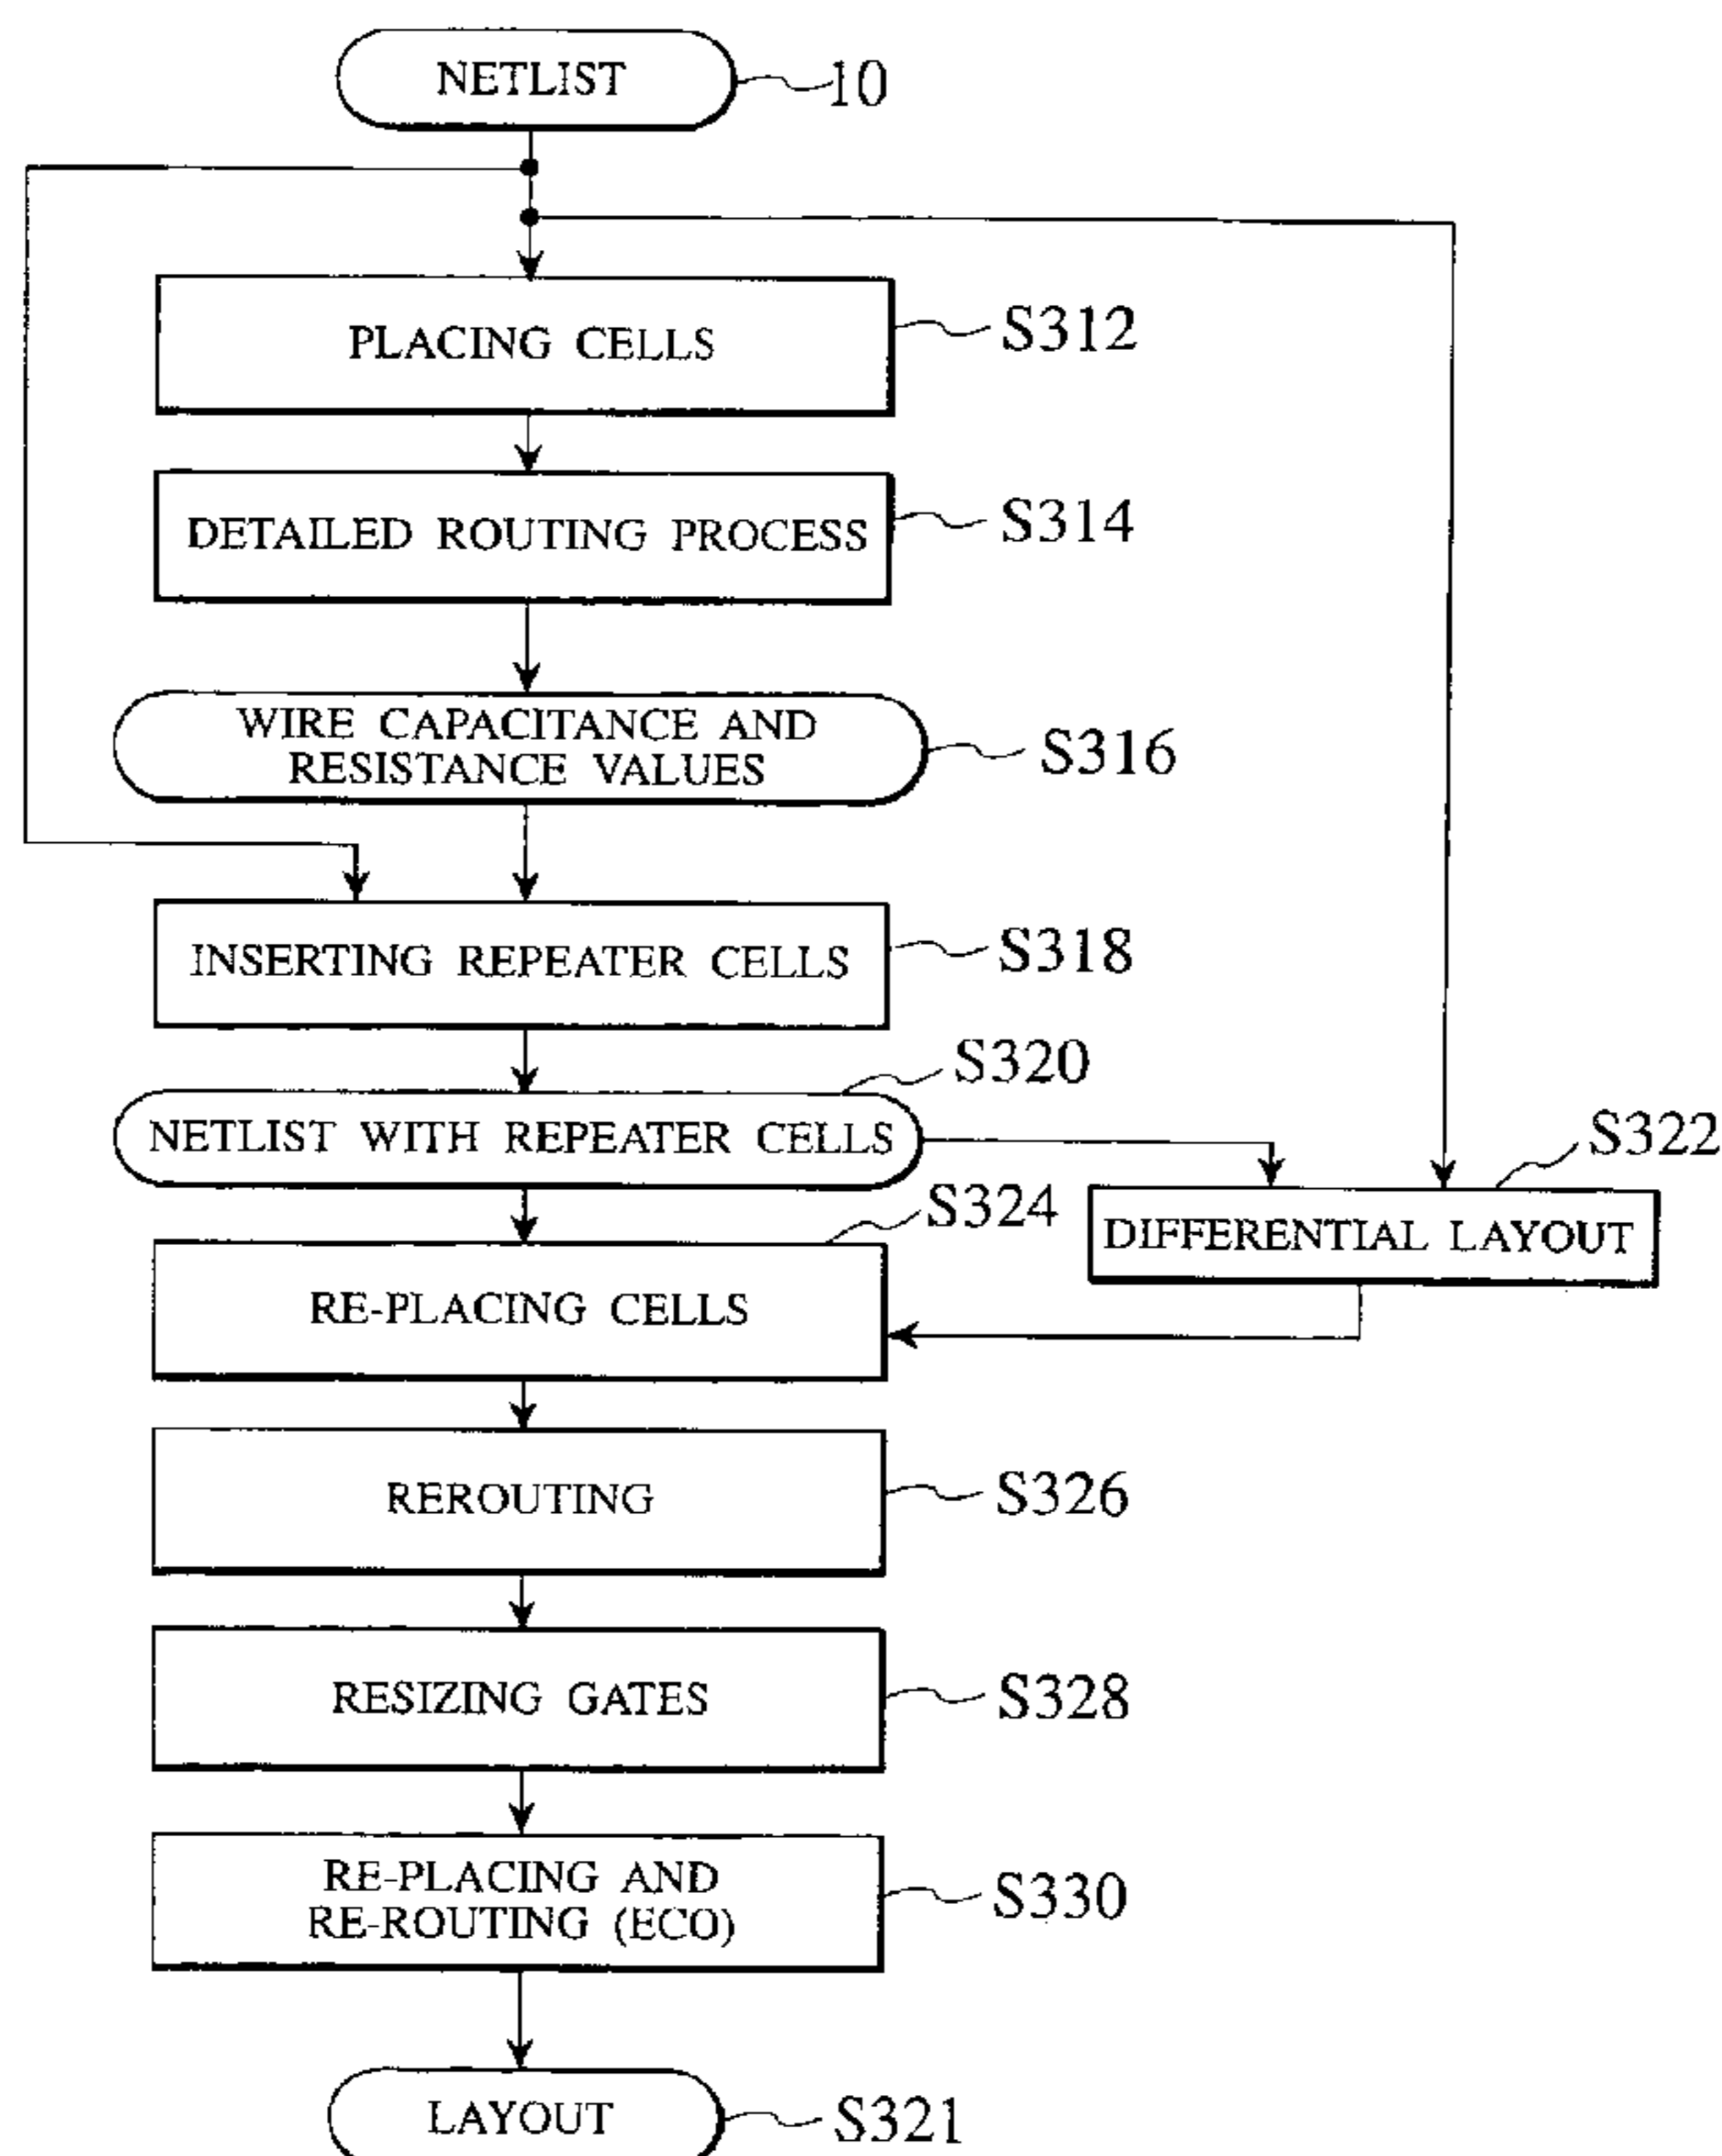 NETLIST
10
PLACING CELLS
S312
DETAILED ROUTING PROCESS
S314
WIRE CAPACITANCE AND
RESISTANCE VALUES
S316
INSERTING REPEATER CELLS
S318
S320
NETLIST WITH REPEATER CELLS
S322
S324
DIFFERENTIAL LAYOUT
RE-PLACING CELLS
REROUTING
S326
RESIZING GATES
S328
RE-PLACING AND
RE-ROUTING (ECO)
S330
LAYOUT
S321